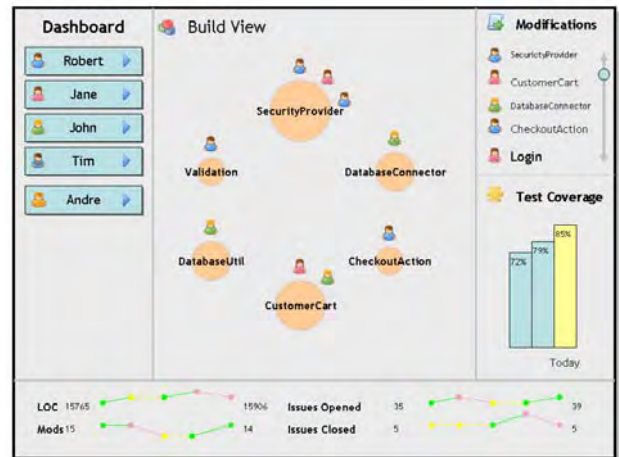 Dashboard
Robert
Jane
John
Tim
Andre
Build View
SecurityProvider
Validation
DatabaseConnector
DatabaseUtil
CheckoutAction
CustomerCart
Modifications
SecurictyProvider
CustomerCart
DatabaseConnector
CheckoutAction
Login
Test Coverage
72%
79%
85%
Today
LOC 15765 15906 Issues Opened 35 39
Mods 15 14 Issues Closed 5 5